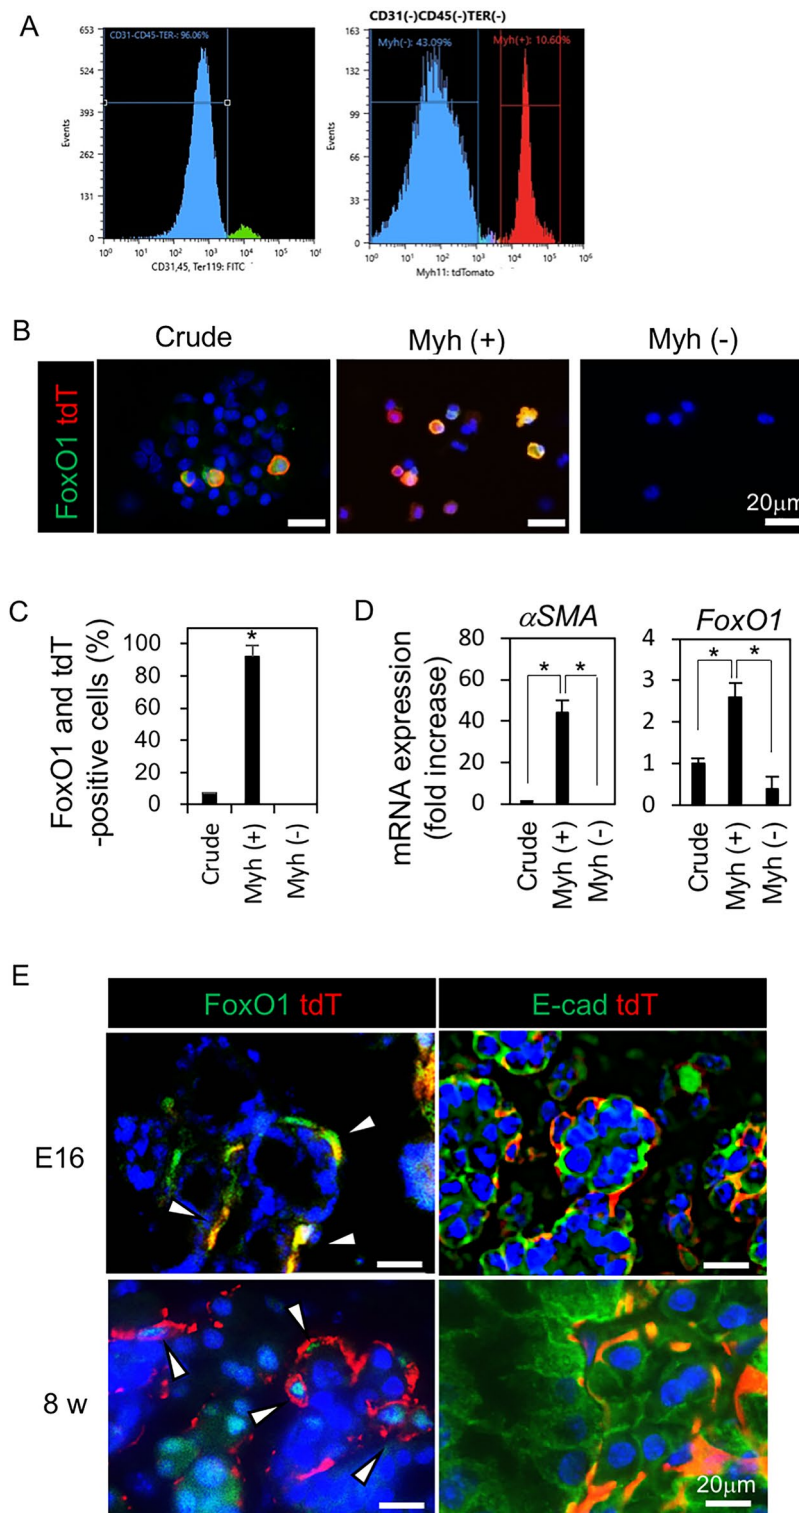 A
CD31(-)CD45(-)TER(-)
CD31-CD45-TER-: 96.06%
653
524
393
262
131
0
Events
10⁰ 10¹ 10² 10³ 10⁴ 10⁵ 10⁶
CD31,45, Ter119: FITC
Myh(-): 43.09%
Myh(+): 10.60%
163
132
99
66
33
0
Events
10⁰ 10¹ 10² 10³ 10⁴ 10⁵ 10⁶
Myh11: tdTomato
B
Crude
Myh (+)
Myh (-)
FoxO1 tdT
20μm
C
FoxO1 and tdT
-positive cells (%)
100
80
60
40
20
0
*
Crude
Myh (+)
Myh (-)
D
mRNA expression
(fold increase)
αSMA
80
60
40
20
0
* *
Crude
Myh (+)
Myh (-)
FoxO1
4
3
2
1
0
* *
Crude
Myh (+)
Myh (-)
E
FoxO1 tdT
E-cad tdT
E16
8 w
20μm